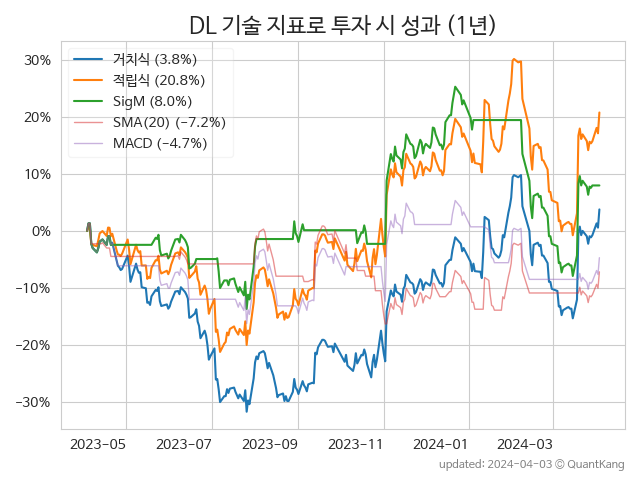 DL 기술 지표로 투자 시 성과 (1년)
30%
20%
10%
0%
−10%
−20%
−30%
거치식 (3.8%)
적립식 (20.8%)
SigM (8.0%)
SMA(20) (−7.2%)
MACD (−4.7%)
2023-05 2023-07 2023-09 2023-11 2024-01 2024-03
updated: 2024-04-03 © QuantKang